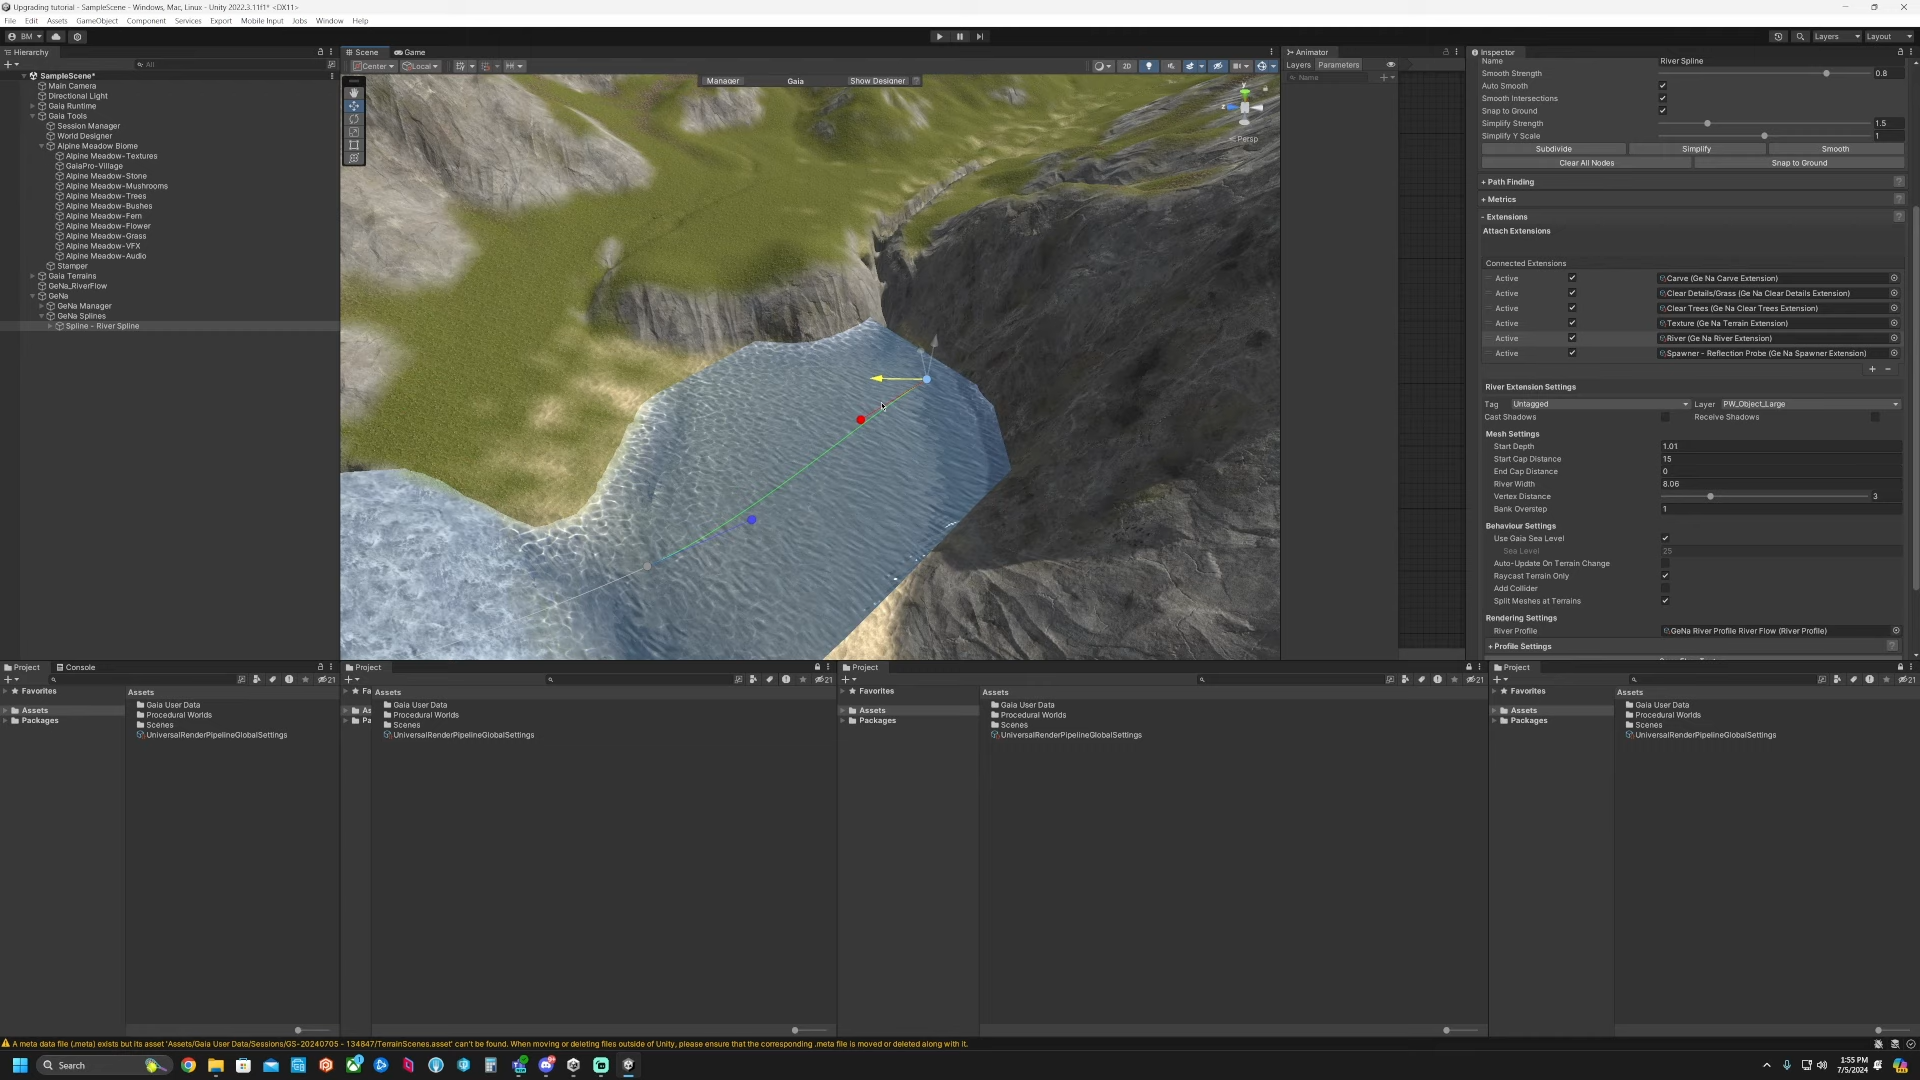 Upgrading tutorial - SampleScene - Windows, Mac, Linux - Unity 2022.3.11f1* <DX11>
File Edit Assets GameObject Component Services Export Mobile Input Jobs Window Help
BM Layers Layout
Hierarchy
All
SampleScene*
Main Camera
Directional Light
Gaia Runtime
Gaia Tools
Session Manager
World Designer
Alpine Meadow Biome
Alpine Meadow-Textures
GaiaPro-Village
Alpine Meadow-Stone
Alpine Meadow-Mushrooms
Alpine Meadow-Trees
Alpine Meadow-Bushes
Alpine Meadow-Fern
Alpine Meadow-Flower
Alpine Meadow-Grass
Alpine Meadow-VFX
Alpine Meadow-Audio
Stamper
Gaia Terrains
GeNa_RiverFlow
GeNa
GeNa Manager
GeNa Splines
Spline - River Spline
Scene Game
Center Local 2D
Manager Gaia Show Designer
Persp
Animator
Layers Parameters
Name
Inspector
Name River Spline
Smooth Strength 0.8
Auto Smooth
Smooth Intersections
Snap to Ground
Simplify Strength 1.5
Simplify Y Scale 1
Subdivide Simplify Smooth
Clear All Nodes Snap to Ground
+ Path Finding ?
+ Metrics ?
- Extensions ?
Attach Extensions
Connected Extensions
Active Carve (Ge Na Carve Extension)
Active Clear Details/Grass (Ge Na Clear Details Extension)
Active Clear Trees (Ge Na Clear Trees Extension)
Active Texture (Ge Na Terrain Extension)
Active River (Ge Na River Extension)
Active Spawner - Reflection Probe (Ge Na Spawner Extension)
+ -
River Extension Settings
Tag Untagged Layer PW_Object_Large
Cast Shadows Receive Shadows
Mesh Settings
Start Depth 1.01
Start Cap Distance 15
End Cap Distance 0
River Width 8.06
Vertex Distance 3
Bank Overstep 1
Behaviour Settings
Use Gaia Sea Level
Sea Level 25
Auto-Update On Terrain Change
Raycast Terrain Only
Add Collider
Split Meshes at Terrains
Rendering Settings
River Profile GeNa River Profile River Flow (River Profile)
+ Profile Settings ?
Project Console
21
Favorites
Assets
Packages
Assets
Gaia User Data
Procedural Worlds
Scenes
UniversalRenderPipelineGlobalSettings
Project
21
Fa
As
Pa
Assets
Gaia User Data
Procedural Worlds
Scenes
UniversalRenderPipelineGlobalSettings
Project
21
Favorites
Assets
Packages
Assets
Gaia User Data
Procedural Worlds
Scenes
UniversalRenderPipelineGlobalSettings
Project
21
Favorites
Assets
Packages
Assets
Gaia User Data
Procedural Worlds
Scenes
UniversalRenderPipelineGlobalSettings
A meta data file (.meta) exists but its asset 'Assets/Gaia User Data/Sessions/GS-20240705 - 134847/TerrainScenes.asset' can't be found. When moving or deleting files outside of Unity, please ensure that the corresponding .meta file is moved or deleted along with it.
Search
1:55 PM
7/5/2024